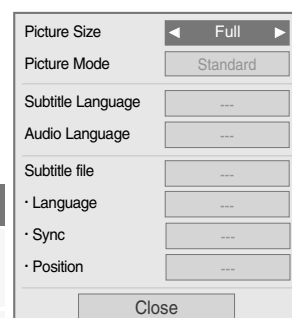 Picture Size ◀ Full ▶
Picture Mode Standard
Subtitle Language ---
Audio Language ---
Subtitle file ---
· Language ---
· Sync ---
· Position ---
Close